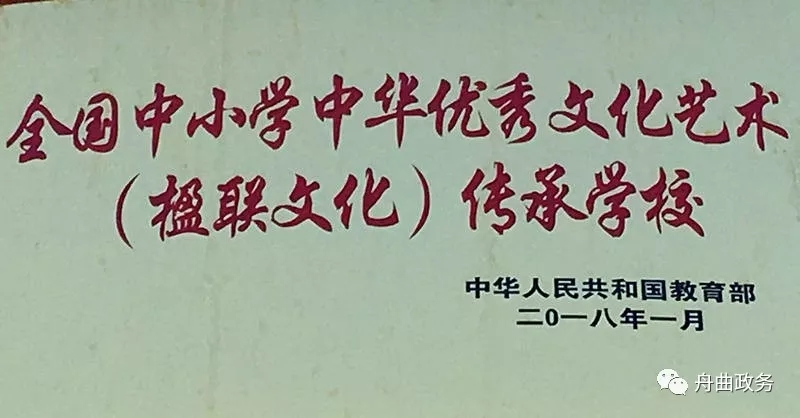 全国中小学中华优秀文化艺术
（楹联文化）传承学校
中华人民共和国教育部
二0一八年一月
舟曲政务